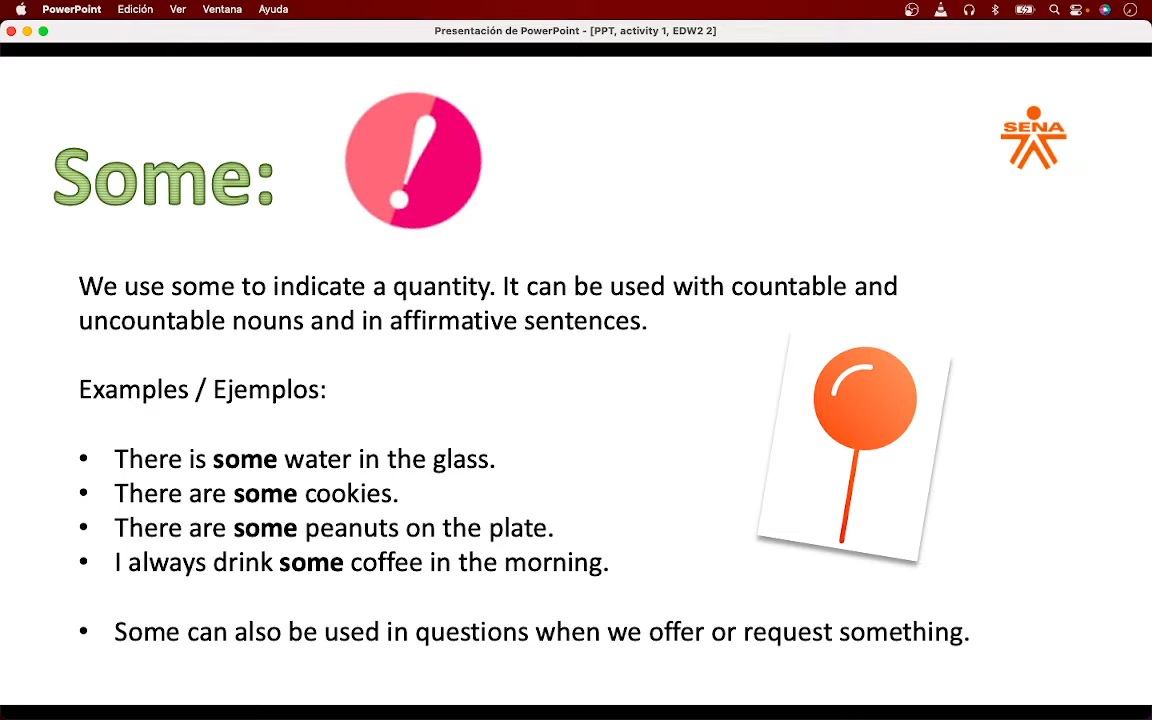 PowerPoint Edición Ver Ventana Ayuda
Presentación de PowerPoint - [PPT, activity 1, EDW2 2]
SENA
Some:
We use some to indicate a quantity. It can be used with countable and
uncountable nouns and in affirmative sentences.
Examples / Ejemplos:
• There is some water in the glass.
• There are some cookies.
• There are some peanuts on the plate.
• I always drink some coffee in the morning.
• Some can also be used in questions when we offer or request something.